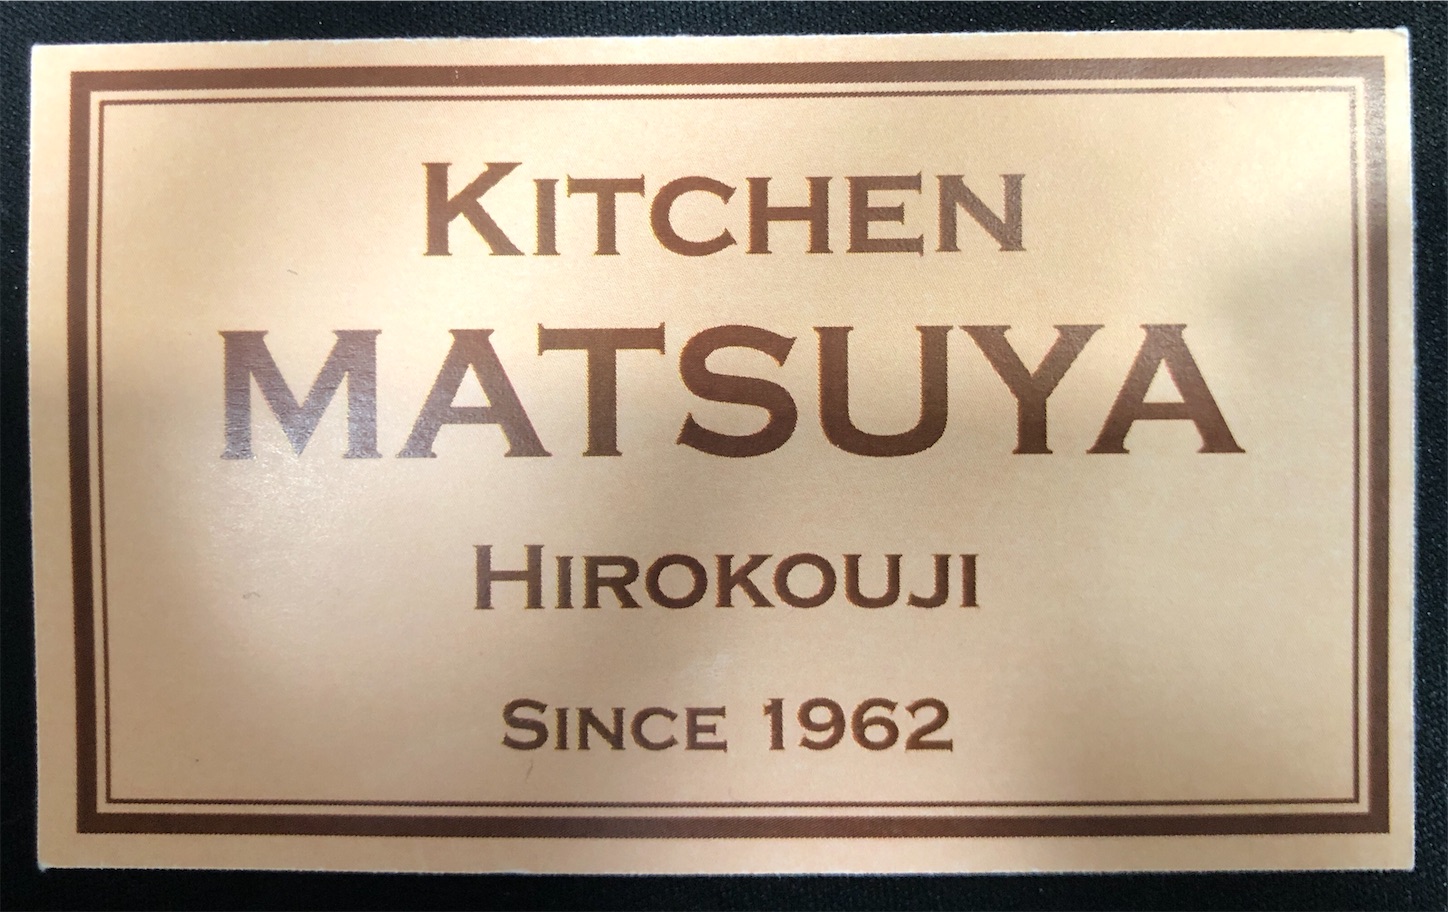 KITCHEN
MATSUYA
HIROKOUJI
SINCE 1962